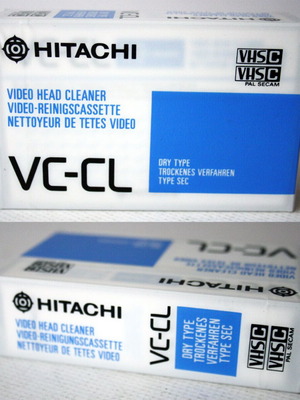 HITACHI
VHSC
VHSC
PAL SECAM
VIDEO HEAD CLEANER
VIDEO-REINIGSCASSETTE
NETTOYEUR DE TETES VIDEO
VC-CL
DRY TYPE
TROCKENES VERFAHREN
TYPE SEC
VC-CL
HITACHI
VIDEO HEAD CLEANER
VIDEO-REINIGUNGSCASSETTE
NETTOYEUR DE TETES VIDEO
VC-CL
DRY TYPE
TROCKENES
VERFAHREN
TYPE SEC
VHSC
VHSC
PAL SECAM